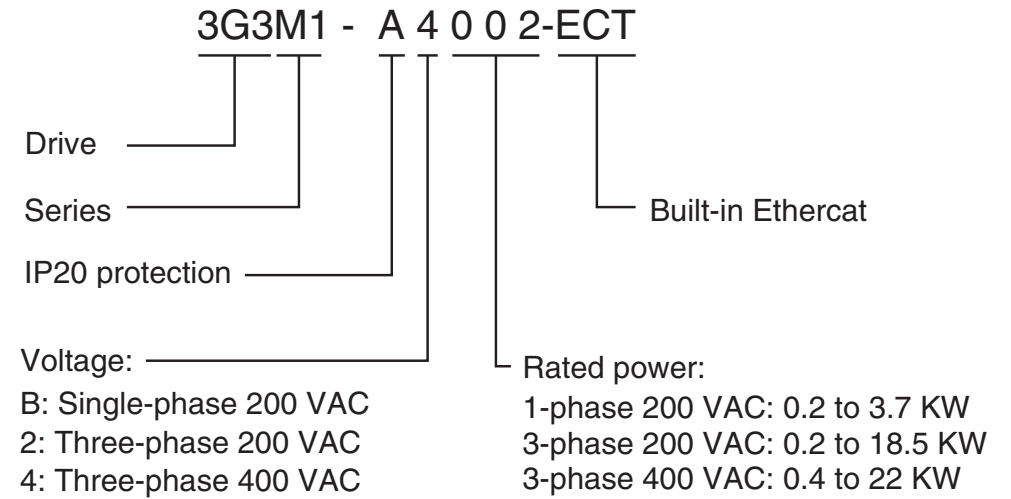 3G3M1 - A 4 0 0 2-ECT
Drive
Series
Built-in Ethercat
IP20 protection
Voltage:
B: Single-phase 200 VAC
2: Three-phase 200 VAC
4: Three-phase 400 VAC
Rated power:
1-phase 200 VAC: 0.2 to 3.7 KW
3-phase 200 VAC: 0.2 to 18.5 KW
3-phase 400 VAC: 0.4 to 22 KW